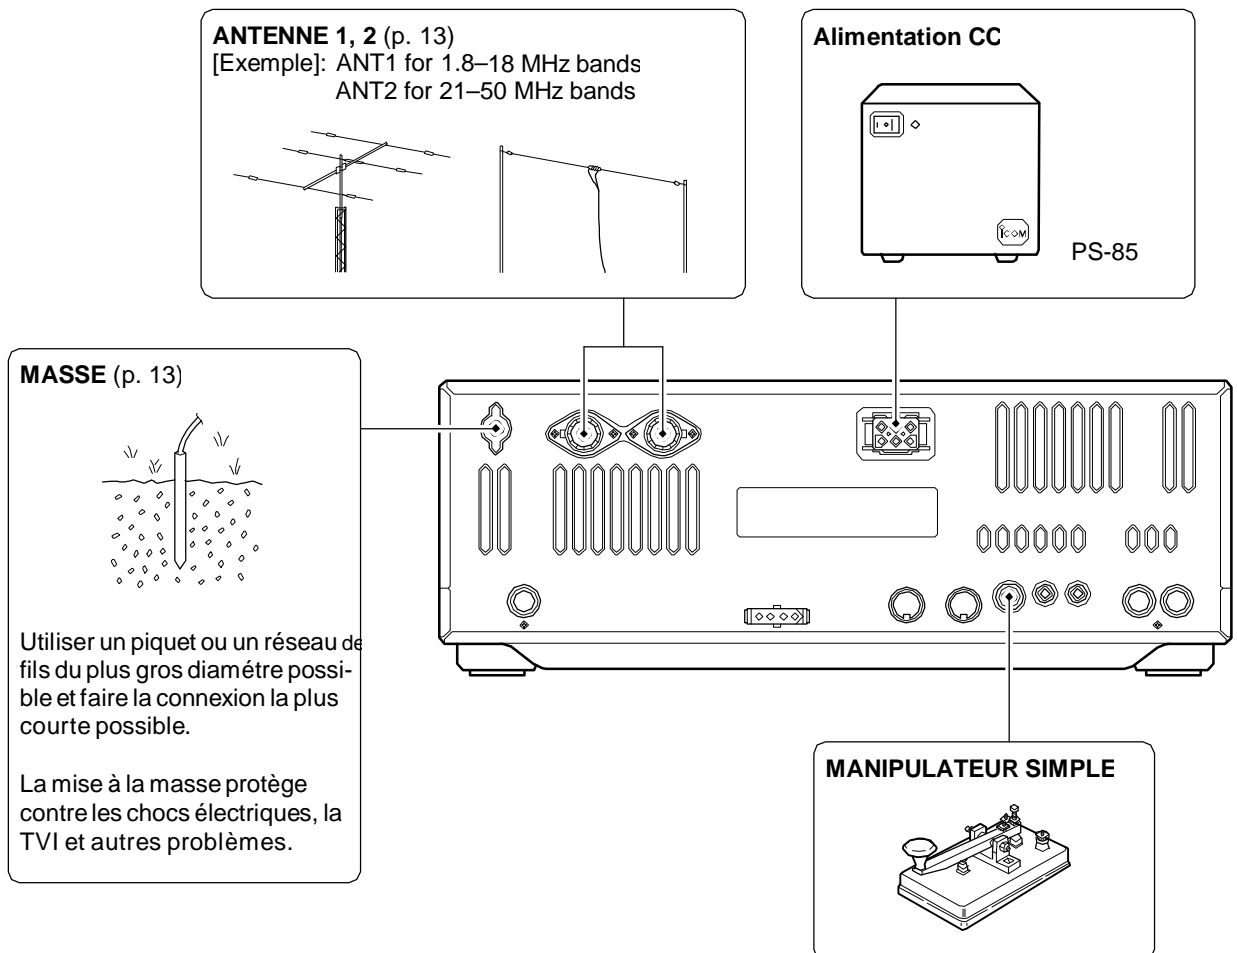 ANTENNE 1, 2 (p. 13)
[Exemple]: ANT1 for 1.8–18 MHz bands
ANT2 for 21–50 MHz bands
Alimentation CC
ICOM
PS-85
MASSE (p. 13)
Utiliser un piquet ou un réseau de
fils du plus gros diamétre possi-
ble et faire la connexion la plus
courte possible.
La mise à la masse protège
contre les chocs électriques, la
TVI et autres problèmes.
MANIPULATEUR SIMPLE